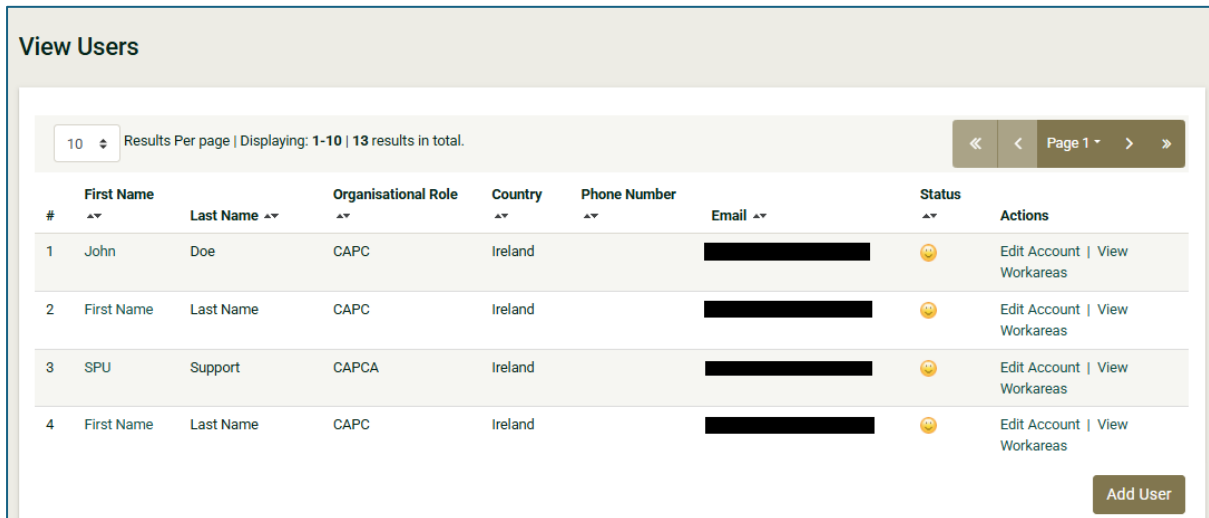 View Users
10 Results Per page | Displaying: 1-10 | 13 results in total.
« < Page 1 > »
# First Name Last Name Organisational Role Country Phone Number Email Status Actions
1 John Doe CAPC Ireland Edit Account | View
Workareas
2 First Name Last Name CAPC Ireland Edit Account | View
Workareas
3 SPU Support CAPCA Ireland Edit Account | View
Workareas
4 First Name Last Name CAPC Ireland Edit Account | View
Workareas
Add User